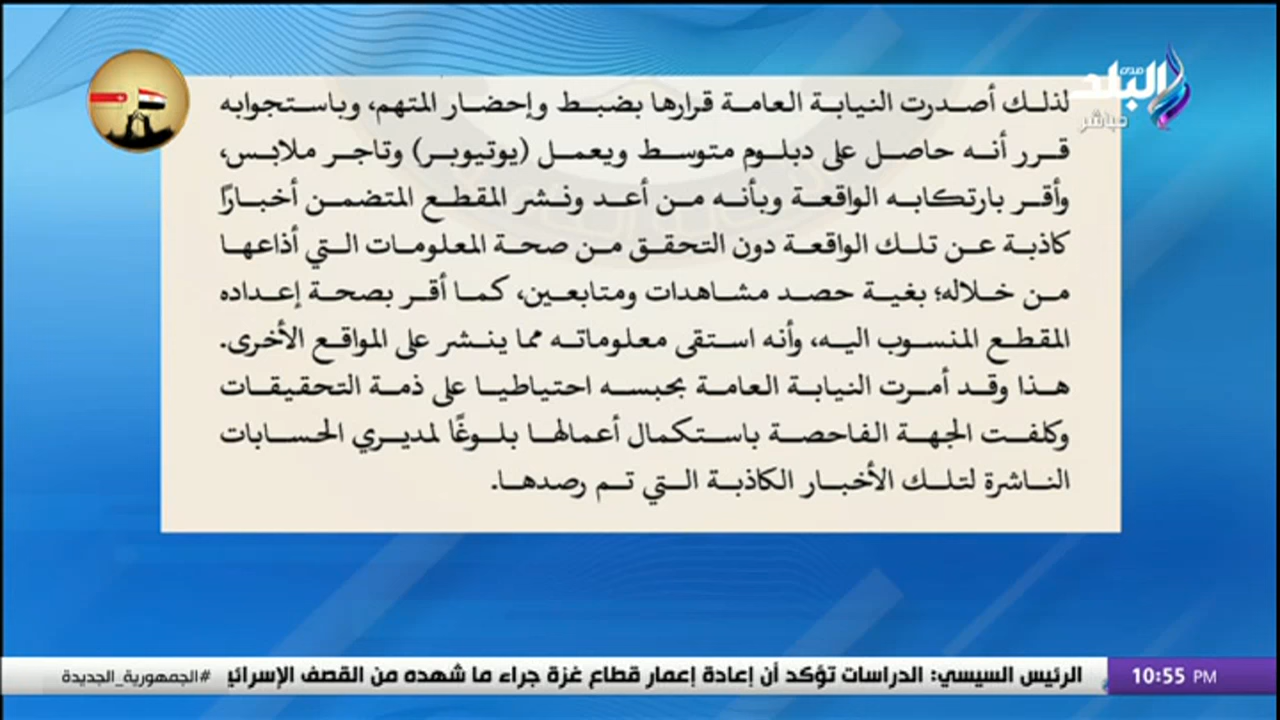 صدى
البلد
مباشر
لذلك أصدرت النيابة العامة قرارها بضبط وإحضار المتهم، وباستجوابه
قرر أنه حاصل على دبلوم متوسط ويعمل (يوتيوبر) وتاجر ملابس،
وأقر بارتكابه الواقعة وبأنه من أعد ونشر المقطع المتضمن أخبارًا
كاذبة عن تلك الواقعة دون التحقق من صحة المعلومات التي أذاعها
من خلاله؛ بغية حصد مشاهدات ومتابعين، كما أقر بصحة إعداده
المقطع المنسوب اليه، وأنه استقى معلوماته مما ينشر على المواقع الأخرى.
هذا وقد أمرت النيابة العامة بحبسه احتياطيا على ذمة التحقيقات
وكلفت الجهة الفاحصة باستكمال أعمالها بلوغًا لمديري الحسابات
الناشرة لتلك الأخبار الكاذبة التي تم رصدها.
10:55 PM
الرئيس السيسي: الدراسات تؤكد أن إعادة إعمار قطاع غزة جراء ما شهده من القصف الإسرائي
#الجمهورية_الجديدة